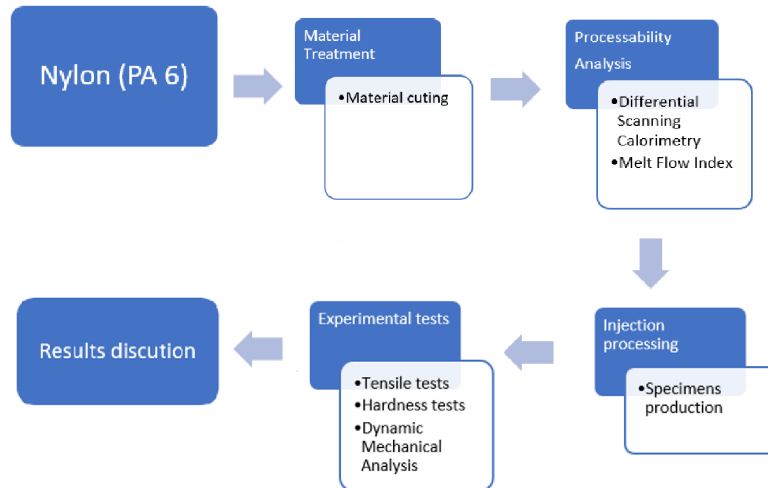 Nylon (PA 6)
Material
Treatment
•Material cuting
Processability
Analysis
•Differential
Scanning
Calorimetry
•Melt Flow Index
Injection
processing
•Specimens
production
Experimental tests
•Tensile tests
•Hardness tests
•Dynamic
Mechanical
Analysis
Results discution